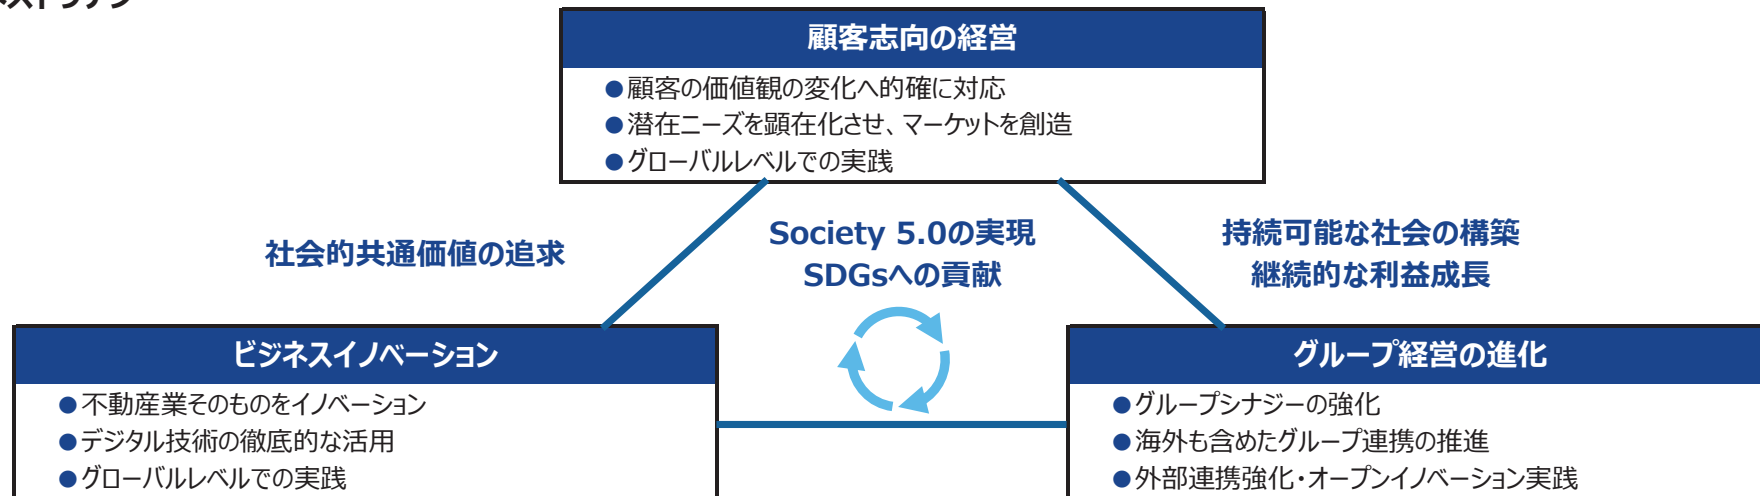 顧客志向の経営
●顧客の価値観の変化へ的確に対応
●潜在ニーズを顕在化させ、マーケットを創造
●グローバルレベルでの実践
社会的共通価値の追求
Society 5.0の実現
SDGsへの貢献
持続可能な社会の構築
継続的な利益成長
ビジネスイノベーション
●不動産業そのものをイノベーション
●デジタル技術の徹底的な活用
●グローバルレベルでの実践
グループ経営の進化
●グループシナジーの強化
●海外も含めたグループ連携の推進
●外部連携強化・オープンイノベーション実践